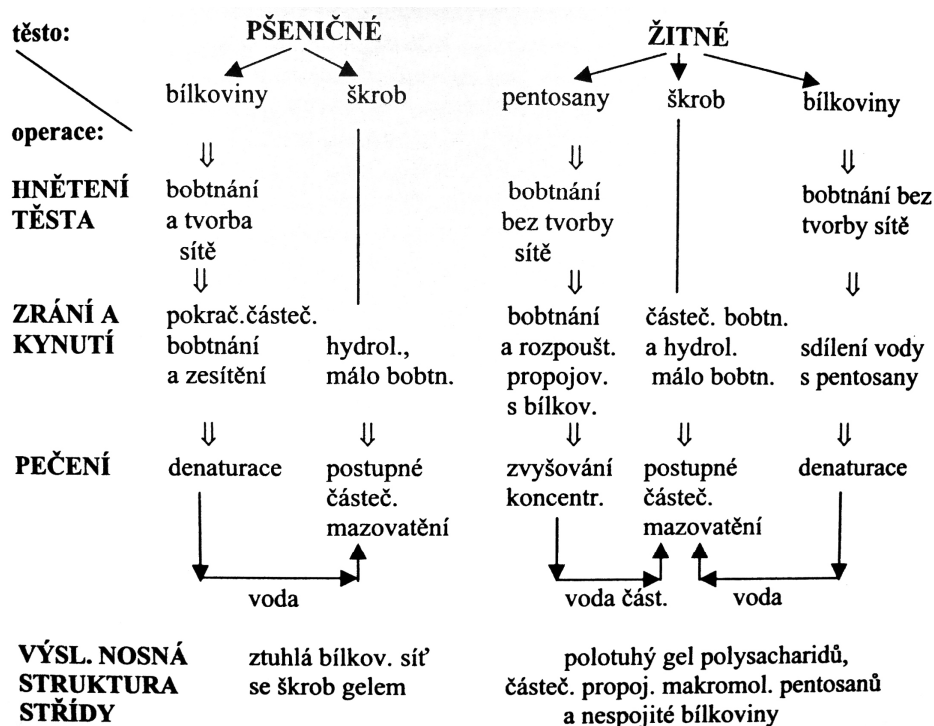 těsto: PŠENIČNÉ ŽITNÉ
bílkoviny škrob pentosany škrob bílkoviny
operace:
HNĚTENÍ bobtnání bobtnání bobtnání bez
TĚSTA a tvorba bez tvorby tvorby sítě
sítě sítě
ZRÁNÍ A pokrač.částeč. bobtnání částeč. bobtn.
KYNUTÍ bobtnání hydrol., a rozpoušt. a hydrol. sdílení vody
a zesítění málo bobtn. propojov. málo bobtn. s pentosany
s bílkov.
PEČENÍ denaturace postupné zvyšování postupné denaturace
částeč. koncentr. částeč.
mazovatění mazovatění
voda voda část. voda
VÝSL. NOSNÁ ztuhlá bílkov. síť polotuhý gel polysacharidů,
STRUKTURA se škrob gelem částeč. propoj. makromol. pentosanů
STŘÍDY a nespojité bílkoviny